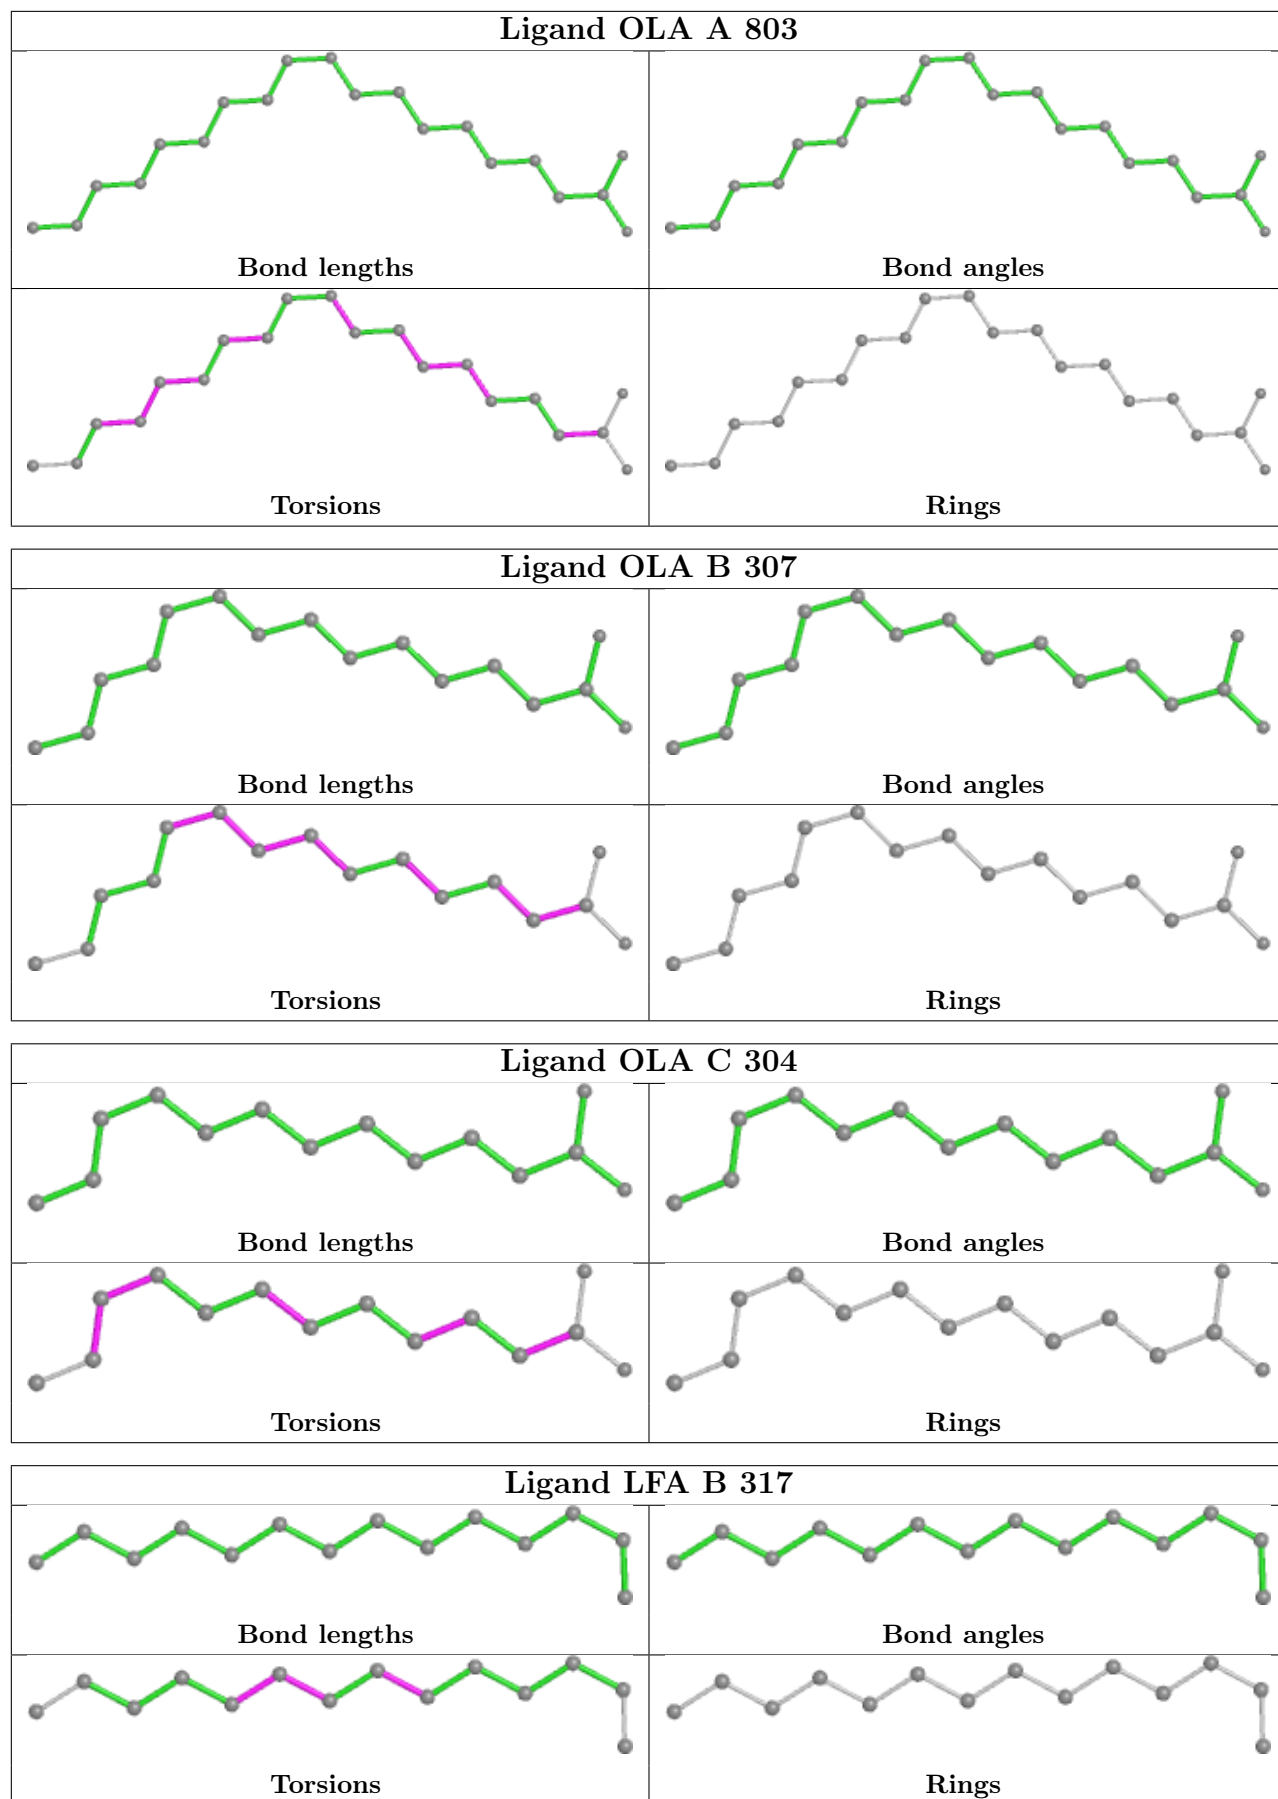 Ligand OLA A 803
Bond lengths
Bond angles
Torsions
Rings
Ligand OLA B 307
Bond lengths
Bond angles
Torsions
Rings
Ligand OLA C 304
Bond lengths
Bond angles
Torsions
Rings
Ligand LFA B 317
Bond lengths
Bond angles
Torsions
Rings